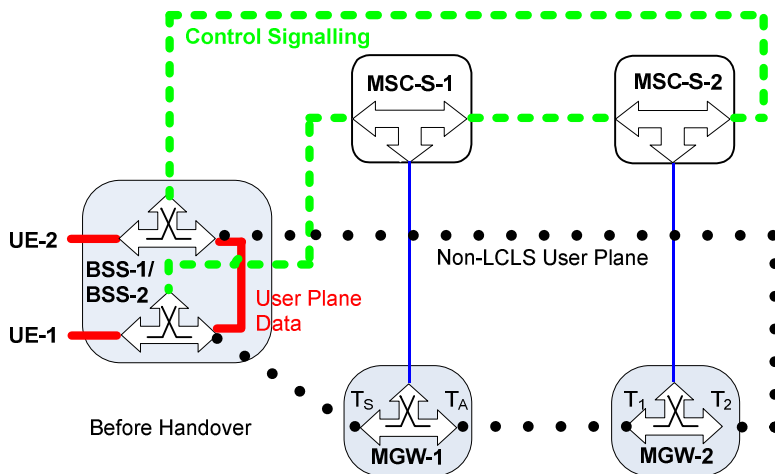 Control Signalling
MSC-S-1
MSC-S-2
UE-2
Non-LCLS User Plane
BSS-1/
BSS-2
User Plane
Data
UE-1
Before Handover
TS
TA
T1
T2
MGW-1
MGW-2